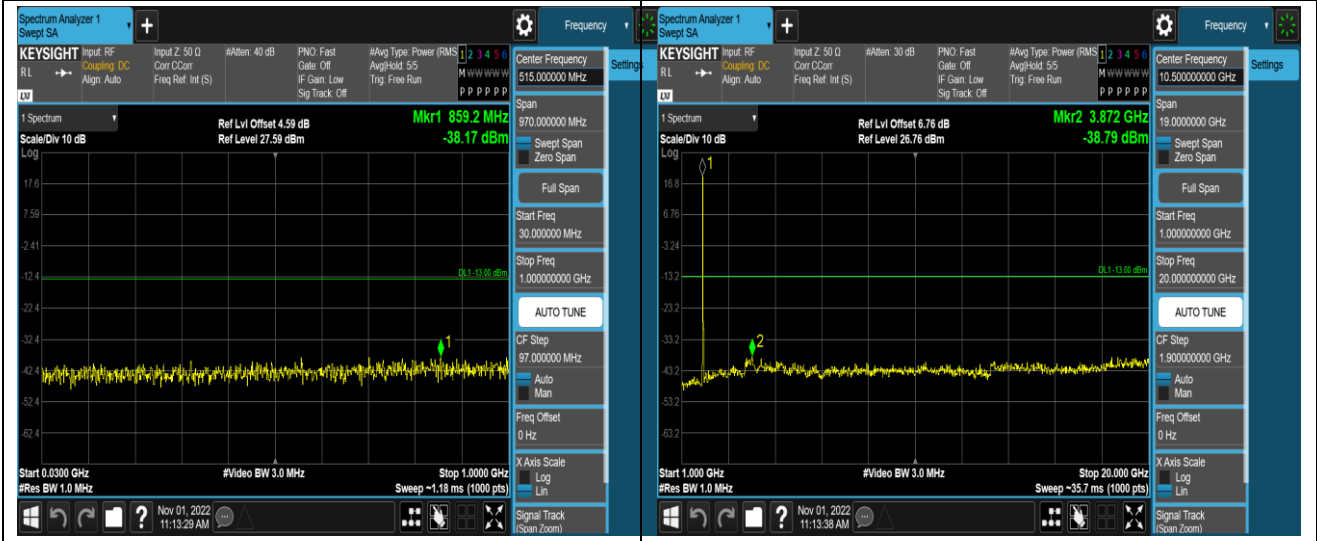 Spectrum Analyzer 1
Swept SA
+
Frequency
KEYSIGHT
RL
LXI
Input: RF
Coupling: DC
Align: Auto
Input Z: 50 Ω
Corr CCorr
Freq Ref: Int (S)
#Atten: 40 dB
PNO: Fast
Gate: Off
IF Gain: Low
Sig Track: Off
#Avg Type: Power (RMS
Avg|Hold: 5/5
Trig: Free Run
1 2 3 4 5 6
M W W W W W
P P P P P P
1 Spectrum
Scale/Div 10 dB
Log
Ref Lvl Offset 4.59 dB
Ref Level 27.59 dBm
Mkr1 859.2 MHz
-38.17 dBm
17.6
7.59
-2.41
-12.4
-22.4
-32.4
-42.4
-52.4
-62.4
DL1 -13.00 dBm
1
Start 0.0300 GHz
#Res BW 1.0 MHz
#Video BW 3.0 MHz
Stop 1.0000 GHz
Sweep ~1.18 ms (1000 pts)
Nov 01, 2022
11:13:29 AM
Center Frequency
515.000000 MHz
Span
970.000000 MHz
Swept Span
Zero Span
Full Span
Start Freq
30.000000 MHz
Stop Freq
1.000000000 GHz
AUTO TUNE
CF Step
97.000000 MHz
Auto
Man
Freq Offset
0 Hz
X Axis Scale
Log
Lin
Signal Track
(Span Zoom)
Settings
Spectrum Analyzer 1
Swept SA
+
Frequency
KEYSIGHT
RL
LXI
Input: RF
Coupling: DC
Align: Auto
Input Z: 50 Ω
Corr CCorr
Freq Ref: Int (S)
#Atten: 30 dB
PNO: Fast
Gate: Off
IF Gain: Low
Sig Track: Off
#Avg Type: Power (RMS
Avg|Hold: 5/5
Trig: Free Run
1 2 3 4 5 6
M W W W W W
P P P P P P
1 Spectrum
Scale/Div 10 dB
Log
Ref Lvl Offset 6.76 dB
Ref Level 26.76 dBm
Mkr2 3.872 GHz
-38.79 dBm
16.8
6.76
-3.24
-13.2
-23.2
-33.2
-43.2
-53.2
-63.2
1
DL1 -13.00 dBm
2
Start 1.000 GHz
#Res BW 1.0 MHz
#Video BW 3.0 MHz
Stop 20.000 GHz
Sweep ~35.7 ms (1000 pts)
Nov 01, 2022
11:13:38 AM
Center Frequency
10.500000000 GHz
Span
19.0000000 GHz
Swept Span
Zero Span
Full Span
Start Freq
1.000000000 GHz
Stop Freq
20.000000000 GHz
AUTO TUNE
CF Step
1.900000000 GHz
Auto
Man
Freq Offset
0 Hz
X Axis Scale
Log
Lin
Signal Track
(Span Zoom)
Settings